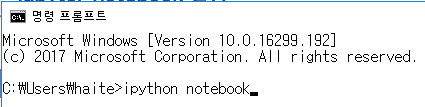 명령 프롬프트
Microsoft Windows [Version 10.0.16299.192]
(c) 2017 Microsoft Corporation. All rights reserved.
C:₩Users₩haite>ipython notebook